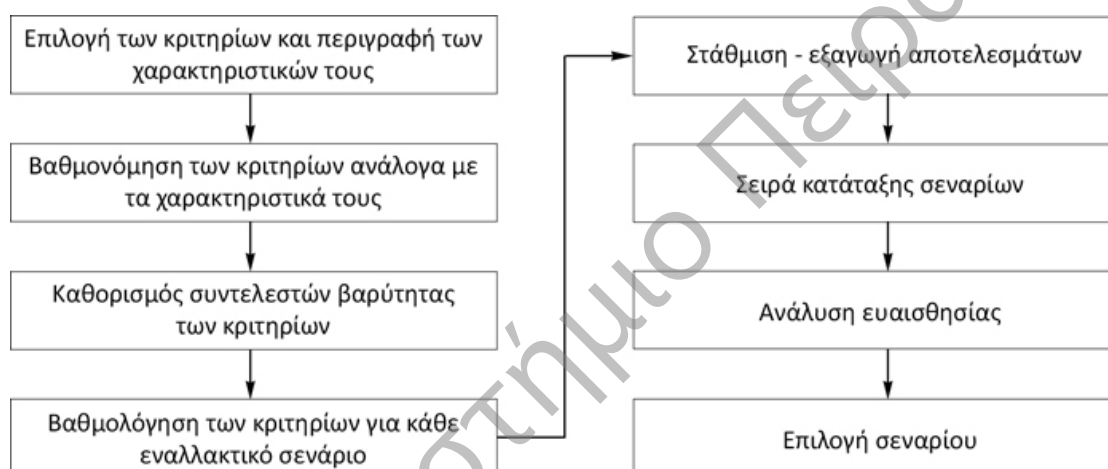 Επιλογή των κριτηρίων και περιγραφή των
χαρακτηριστικών τους
Βαθμονόμηση των κριτηρίων ανάλογα με
τα χαρακτηριστικά τους
Καθορισμός συντελεστών βαρύτητας
των κριτηρίων
Βαθμολόγηση των κριτηρίων για κάθε
εναλλακτικό σενάριο
Στάθμιση - εξαγωγή αποτελεσμάτων
Σειρά κατάταξης σεναρίων
Ανάλυση ευαισθησίας
Επιλογή σεναρίου